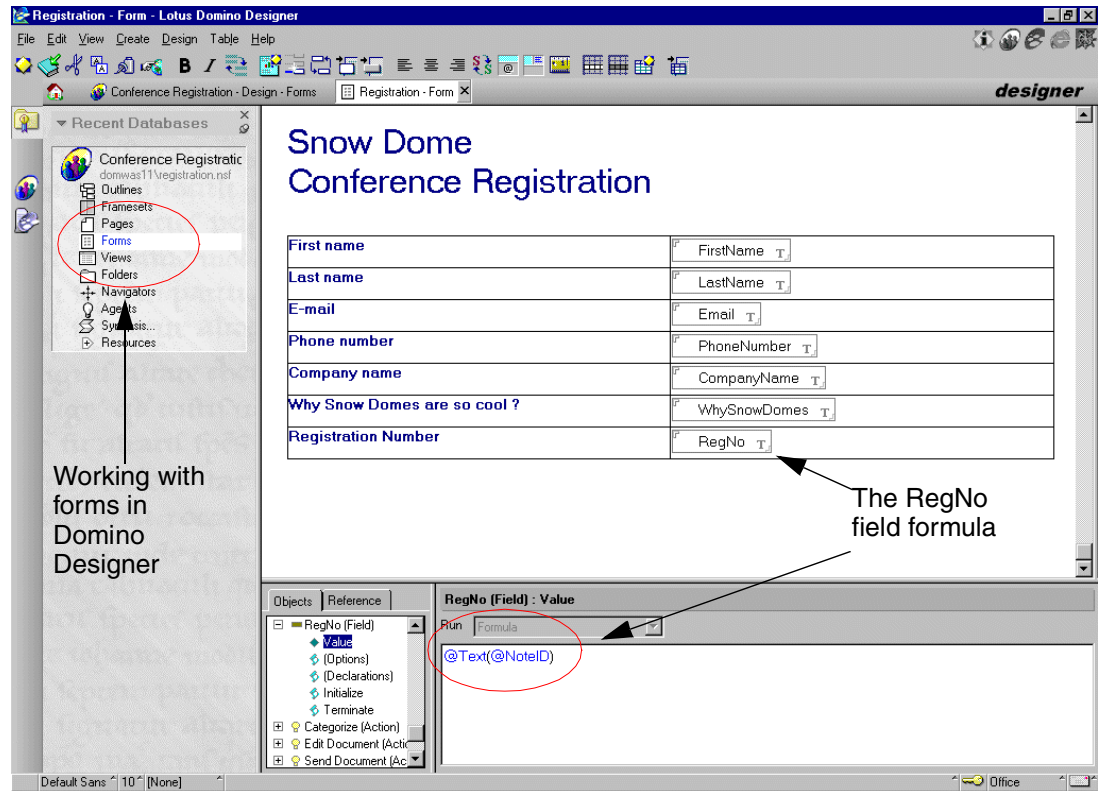 Registration - Form - Lotus Domino Designer
File Edit View Create Design Table Help
B I
Conference Registration - Design - Forms
Registration - Form
designer
Recent Databases
Conference Registratic
domwas11\registration.nsf
Outlines
Framesets
Pages
Forms
Views
Folders
Navigators
Agents
Synopsis...
Resources
Working with
forms in
Domino
Designer
Snow Dome
Conference Registration
First name FirstName T
Last name LastName T
E-mail Email T
Phone number PhoneNumber T
Company name CompanyName T
Why Snow Domes are so cool ? WhySnowDomes T
Registration Number RegNo T
The RegNo
field formula
Objects Reference
RegNo (Field)
Value
(Options)
(Declarations)
Initialize
Terminate
Categorize (Action)
Edit Document (Actic
Send Document (Ac
RegNo (Field) : Value
Run Formula
@Text(@NoteID)
Default Sans 10 [None]
Office